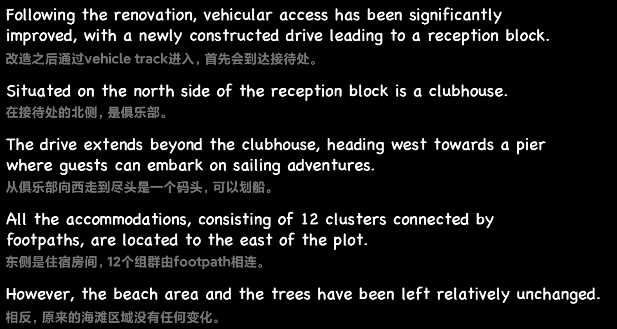 Following the renovation, vehicular access has been significantly
improved, with a newly constructed drive leading to a reception block.
改造之后通过vehicle track进入，首先会到达接待处。
Situated on the north side of the reception block is a clubhouse.
在接待处的北侧，是俱乐部。
The drive extends beyond the clubhouse, heading west towards a pier
where guests can embark on sailing adventures.
从俱乐部向西走到尽头是一个码头，可以划船。
All the accommodations, consisting of 12 clusters connected by
footpaths, are located to the east of the plot.
东侧是住宿房间，12个组群由footpath相连。
However, the beach area and the trees have been left relatively unchanged.
相反，原来的海滩区域没有任何变化。